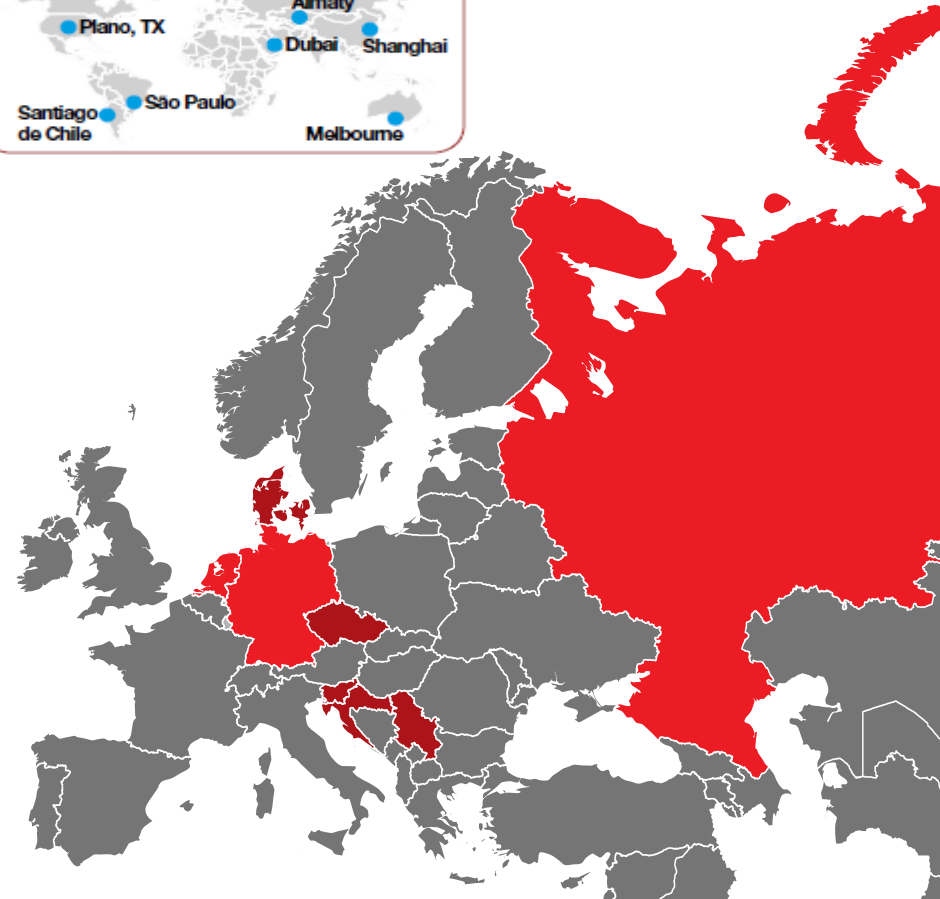 Almaty
Plano, TX
Dubai
Shanghai
São Paulo
Santiago
de Chile
Melbourne